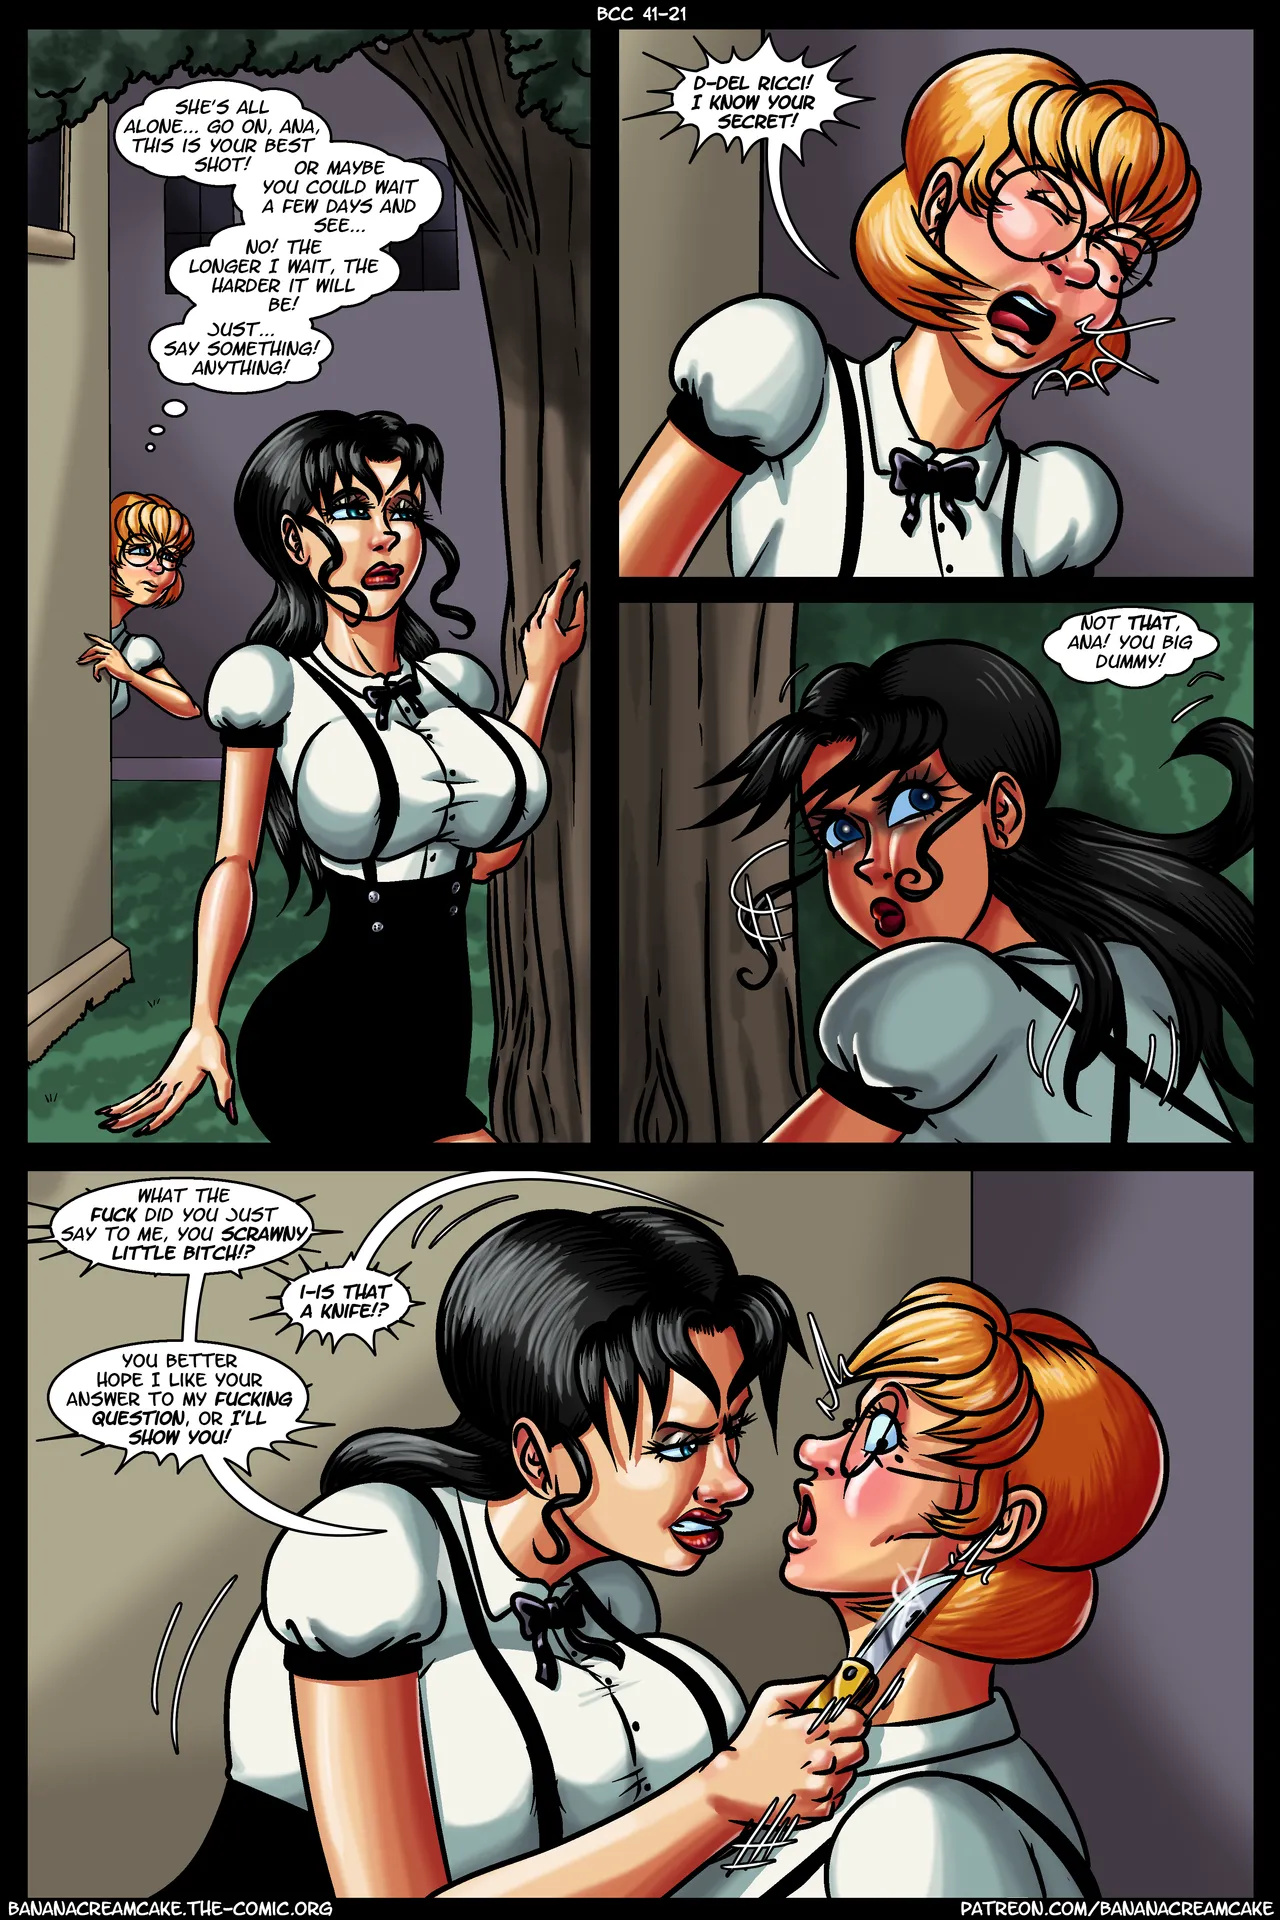 BCC 41-21
SHE'S ALL
ALONE... GO ON, ANA,
THIS IS YOUR BEST
SHOT!
OR MAYBE
YOU COULD WAIT
A FEW DAYS AND
SEE...
NO! THE
LONGER I WAIT, THE
HARDER IT WILL
BE!
JUST...
SAY SOMETHING!
ANYTHING!
D-DEL RICCI!
I KNOW YOUR
SECRET!
NOT THAT,
ANA! YOU BIG
DUMMY!
WHAT THE
FUCK DID YOU JUST
SAY TO ME, YOU SCRAWNY
LITTLE BITCH!?
I-IS THAT
A KNIFE!?
YOU BETTER
HOPE I LIKE YOUR
ANSWER TO MY FUCKING
QUESTION, OR I'LL
SHOW YOU!
BANANACREAMCAKE.THE-COMIC.ORG
PATREON.COM/BANANACREAMCAKE